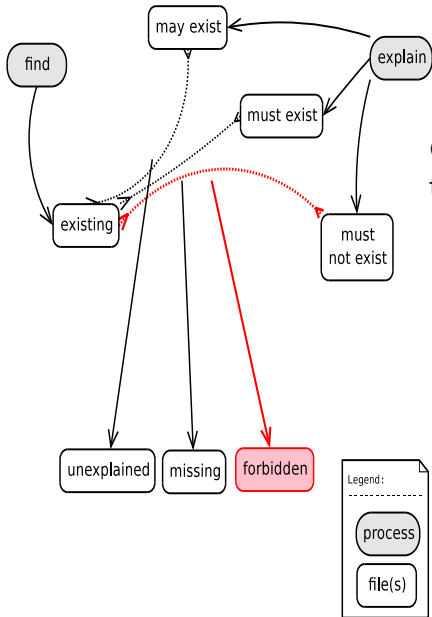 may exist
find
explain
must exist
existing
must
not exist
unexplained
missing
forbidden
Legend:
process
file(s)